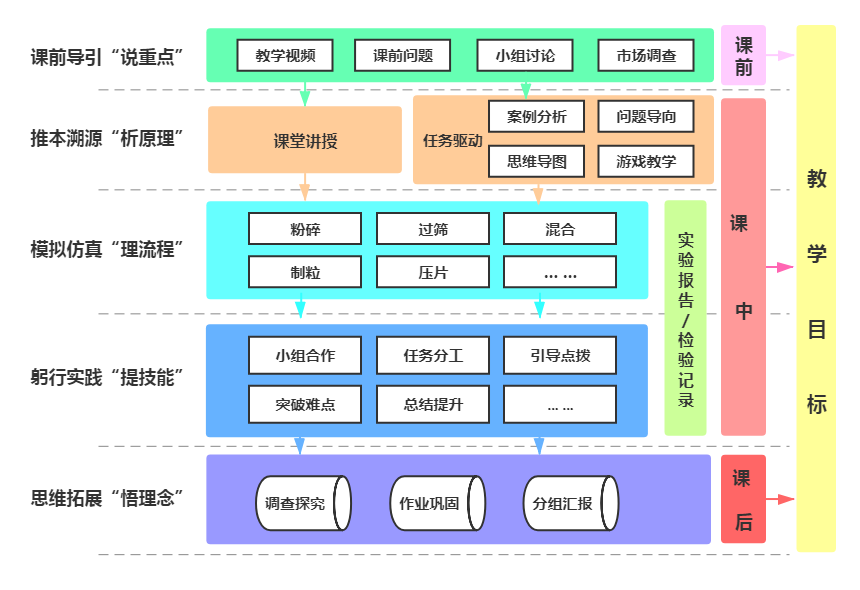 课前导引“说重点”
教学视频
课前问题
小组讨论
市场调查
课前
推本溯源“析原理”
课堂讲授
任务驱动
案例分析
问题导向
思维导图
游戏教学
模拟仿真“理流程”
粉碎
过筛
混合
制粒
压片
... ...
实验报告/检验记录
课中
躬行实践“提技能”
小组合作
任务分工
引导点拨
突破难点
总结提升
... ...
思维拓展“悟理念”
调查探究
作业巩固
分组汇报
课后
教学目标